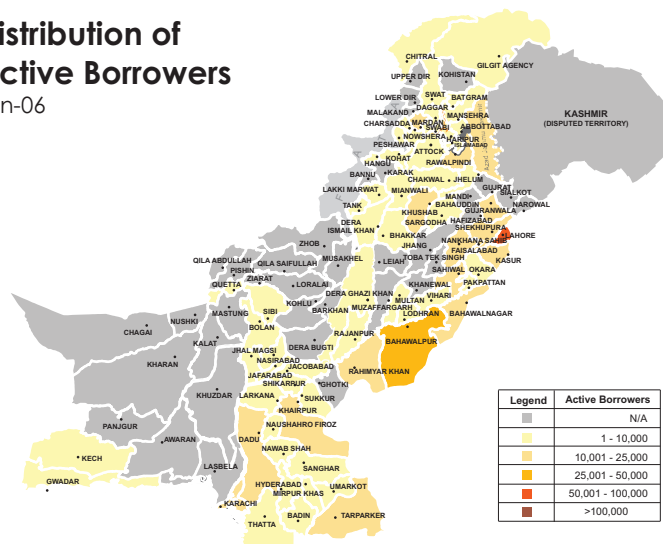 istribution of
ctive Borrowers
n-06
CHITRAL
GILGIT AGENCY
UPPER DIR
KOHISTAN
LOWER DIR
SWAT
BATGRAM
MALAKAND
DAGGAR
MANSEHRA
KASHMIR
(DISPUTED TERRITORY)
CHARSADDA
MARDAN
SWABI
ABBOTTABAD
NOWSHERA
HARIPUR
ISLAMABAD
PESHAWAR
ATTOCK
KOHAT
RAWALPINDI
HANGU
KARAK
BANNU
CHAKWAL
JHELUM
LAKKI MARWAT
MIANWALI
MANDI
BAHAUDDIN
GUJRAT
SIALKOT
TANK
KHUSHAB
GUJRANWALA
NAROWAL
SARGODHA
HAFIZABAD
DERA
ISMAIL KHAN
SHEKHUPURA
LAHORE
BHAKKAR
NANKHANA SAHIB
ZHOB
JHANG
FAISALABAD
KASUR
QILA ABDULLAH
QILA SAIFULLAH
MUSAKHEL
LEIAH
TOBA TEK SINGH
PISHIN
SAHIWAL
OKARA
ZIARAT
LORALAI
KHANEWAL
PAKPATTAN
QUETTA
DERA GHAZI KHAN
MULTAN
VIHARI
KOHLU
BARKHAN
MUZAFFARGARH
MASTUNG
SIBI
LODHRAN
BAHAWALNAGAR
NUSHKI
BOLAN
RAJANPUR
CHAGAI
KALAT
DERA BUGTI
BAHAWALPUR
JHAL MAGSI
KHARAN
NASIRABAD
JACOBABAD
RAHIMYAR KHAN
JAFARABAD
SHIKARPUR
GHOTKI
KHUZDAR
LARKANA
SUKKUR
KHAIRPUR
PANJGUR
NAUSHAHRO FIROZ
AWARAN
DADU
NAWAB SHAH
KECH
LASBELA
SANGHAR
GWADAR
HYDERABAD
UMARKOT
MIRPUR KHAS
KARACHI
BADIN
TARPARKER
THATTA
Legend Active Borrowers
N/A
1 - 10,000
10,001 - 25,000
25,001 - 50,000
50,001 - 100,000
>100,000